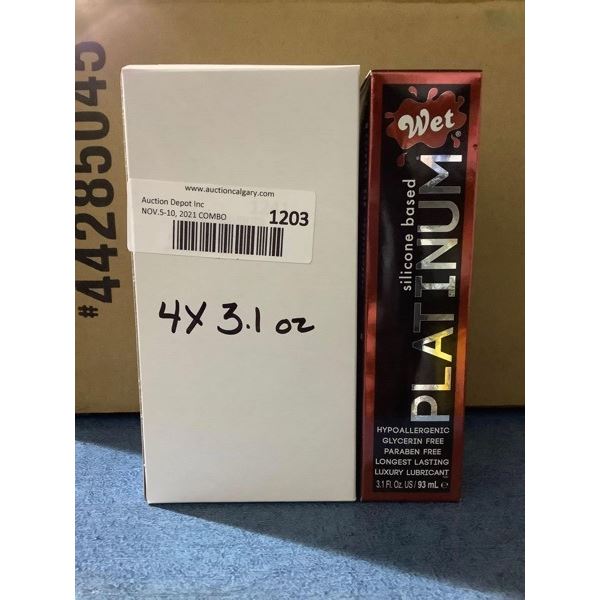 #44285045
www.auctioncalgary.com
Auction Depot Inc
NOV.5-10, 2021 COMBO
1203
4X 3.1 oz
Wet®
silicone based
PLATINUM
HYPOALLERGENIC
GLYCERIN FREE
PARABEN FREE
LONGEST LASTING
LUXURY LUBRICANT
3.1 Fl. Oz. US / 93 mL e